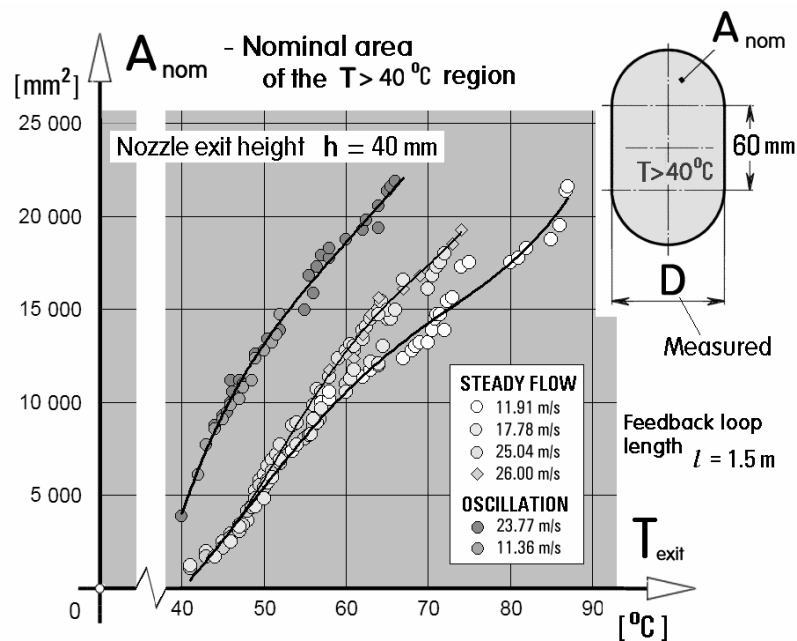 A nom - Nominal area
of the T > 40 °C region
[mm²]
25 000
20 000
15 000
10 000
5 000
0
Nozzle exit height h = 40 mm
A nom
60 mm
T>40°C
D
Measured
STEADY FLOW
11.91 m/s
17.78 m/s
25.04 m/s
26.00 m/s
OSCILLATION
23.77 m/s
11.36 m/s
Feedback loop
length l = 1.5 m
T exit
40 50 60 70 80 90
[°C]